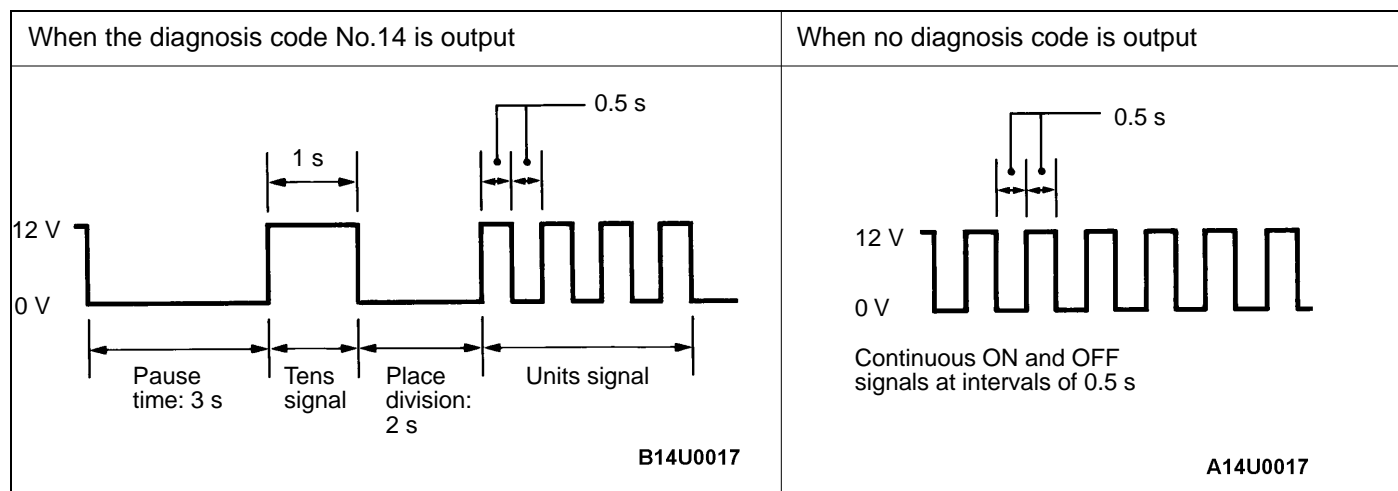 When the diagnosis code No.14 is output
0.5 s
1 s
12 V
0 V
Pause
time: 3 s
Tens
signal
Place
division:
2 s
Units signal
B14U0017
When no diagnosis code is output
0.5 s
12 V
0 V
Continuous ON and OFF
signals at intervals of 0.5 s
A14U0017